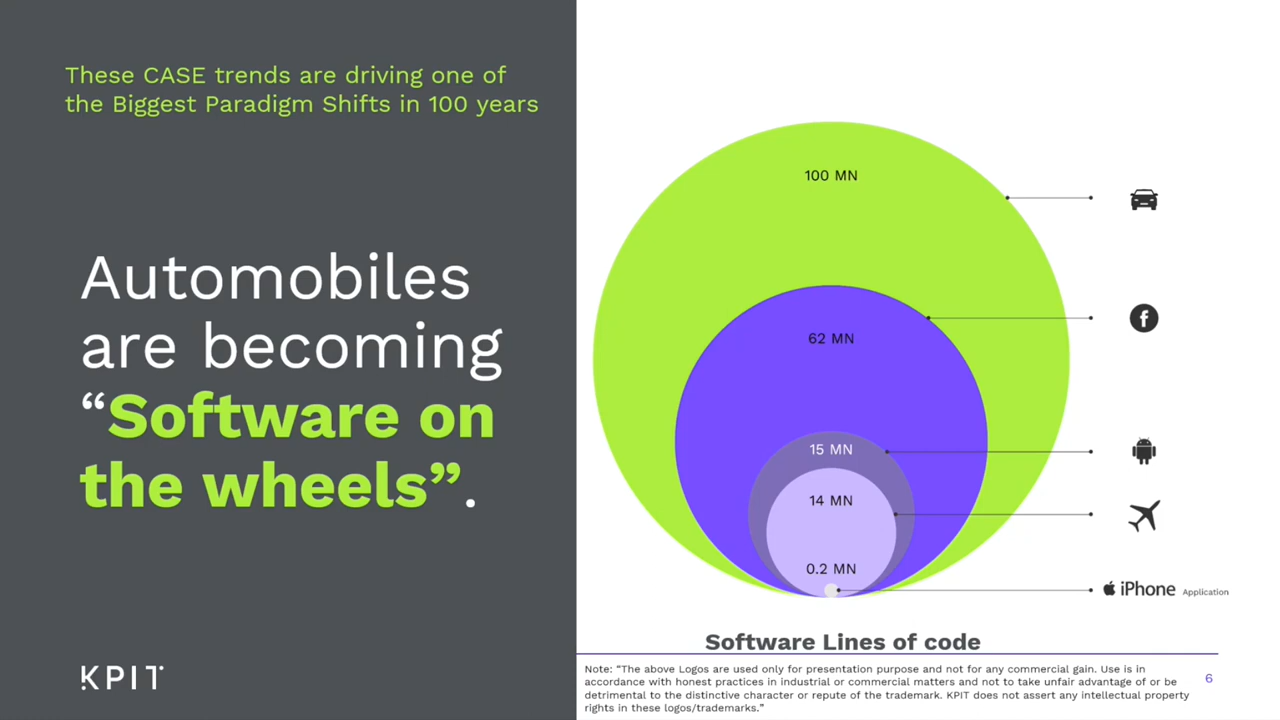 These CASE trends are driving one of
the Biggest Paradigm Shifts in 100 years
Automobiles
are becoming
“Software on
the wheels”.
KPIT
100 MN
62 MN
15 MN
14 MN
0.2 MN
iPhone Application
Software Lines of code
Note: “The above Logos are used only for presentation purpose and not for any commercial gain. Use is in
accordance with honest practices in industrial or commercial matters and not to take unfair advantage of or be
detrimental to the distinctive character or repute of the trademark. KPIT does not assert any intellectual property
rights in these logos/trademarks.”
6